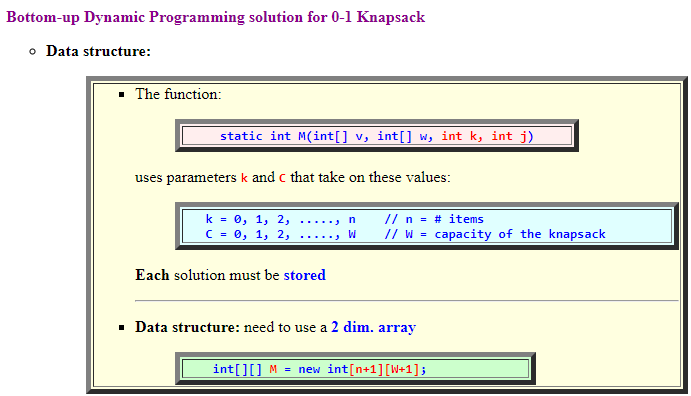 Bottom-up Dynamic Programming solution for 0-1 Knapsack
Data structure:
The function:
static int M(int[] v, int[] w, int k, int j)
uses parameters k and C that take on these values:
k = 0, 1, 2, ....., n    // n = # items
C = 0, 1, 2, ....., W    // W = capacity of the knapsack
Each solution must be stored
Data structure: need to use a 2 dim. array
int[][] M = new int[n+1][W+1];